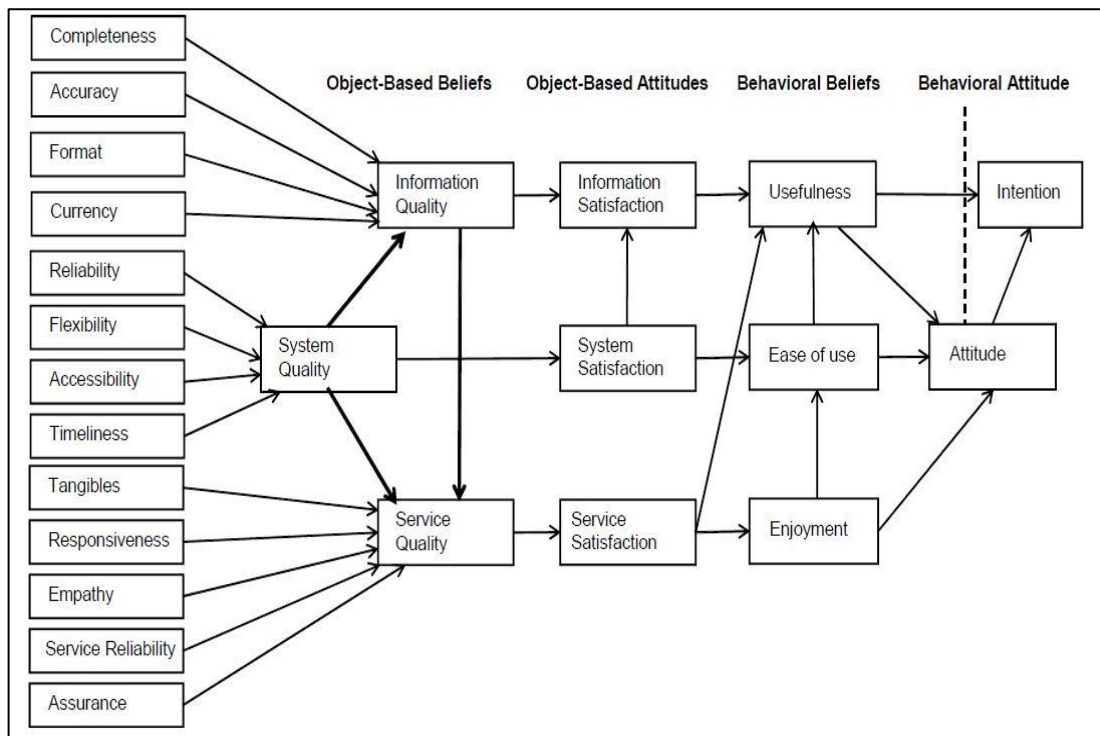 Completeness
Accuracy
Format
Currency
Reliability
Flexibility
Accessibility
Timeliness
Tangibles
Responsiveness
Empathy
Service Reliability
Assurance
Object-Based Beliefs
Object-Based Attitudes
Behavioral Beliefs
Behavioral Attitude
Information
Quality
Information
Satisfaction
Usefulness
Intention
System
Quality
System
Satisfaction
Ease of use
Attitude
Service
Quality
Service
Satisfaction
Enjoyment